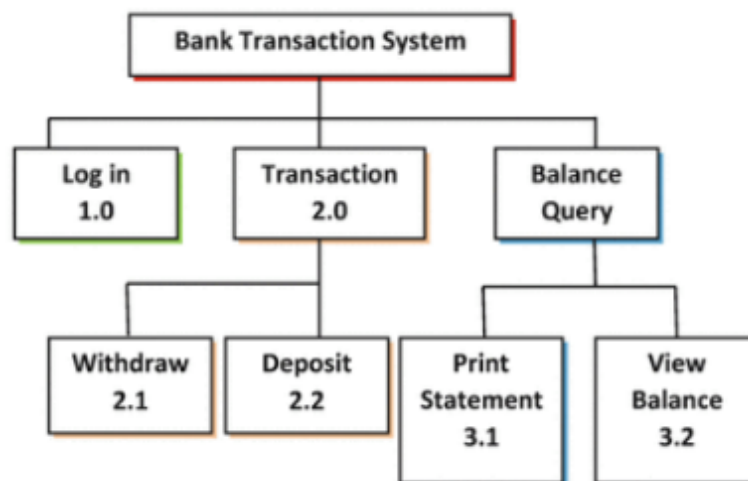 Bank Transaction System
Log in
1.0
Transaction
2.0
Balance
Query
Withdraw
2.1
Deposit
2.2
Print
Statement
3.1
View
Balance
3.2